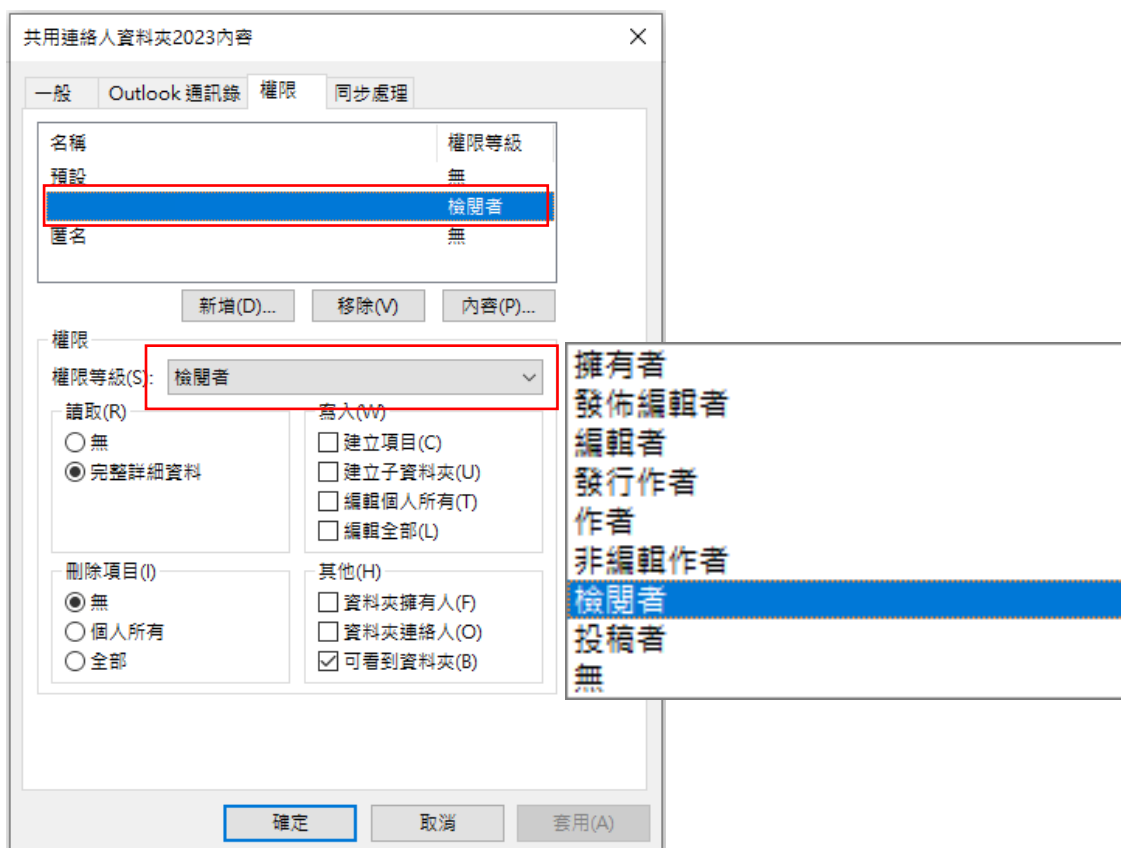 共用連絡人資料夾2023內容
一般 Outlook 通訊錄 權限 同步處理
名稱 權限等級
預設 無
檢閱者
匿名 無
新增(D)... 移除(V) 內容(P)...
權限
權限等級(S): 檢閱者
讀取(R)
無
完整詳細資料
寫入(W)
建立項目(C)
建立子資料夾(U)
編輯個人所有(T)
編輯全部(L)
刪除項目(I)
無
個人所有
全部
其他(H)
資料夾擁有人(F)
資料夾連絡人(O)
可看到資料夾(B)
確定 取消 套用(A)
擁有者
發佈編輯者
編輯者
發行作者
作者
非編輯作者
檢閱者
投稿者
無